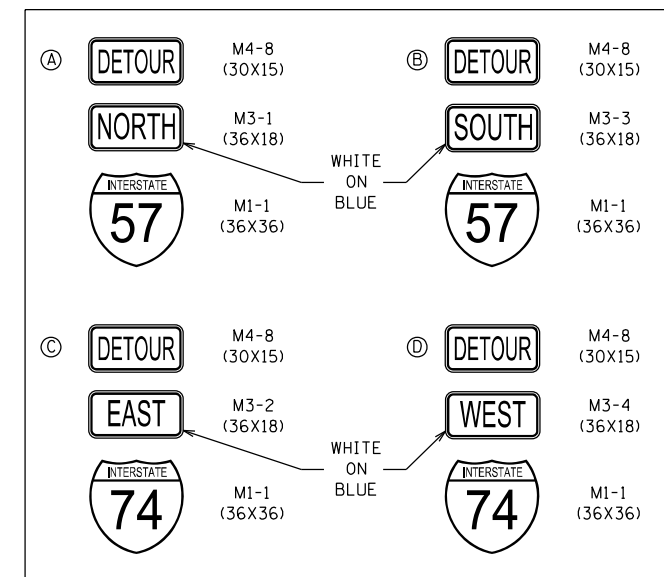 A
DETOUR
M4-8
(30X15)
NORTH
M3-1
(36X18)
INTERSTATE
57
M1-1
(36X36)
B
DETOUR
M4-8
(30X15)
SOUTH
M3-3
(36X18)
INTERSTATE
57
M1-1
(36X36)
WHITE
ON
BLUE
C
DETOUR
M4-8
(30X15)
EAST
M3-2
(36X18)
INTERSTATE
74
M1-1
(36X36)
D
DETOUR
M4-8
(30X15)
WEST
M3-4
(36X18)
INTERSTATE
74
M1-1
(36X36)
WHITE
ON
BLUE